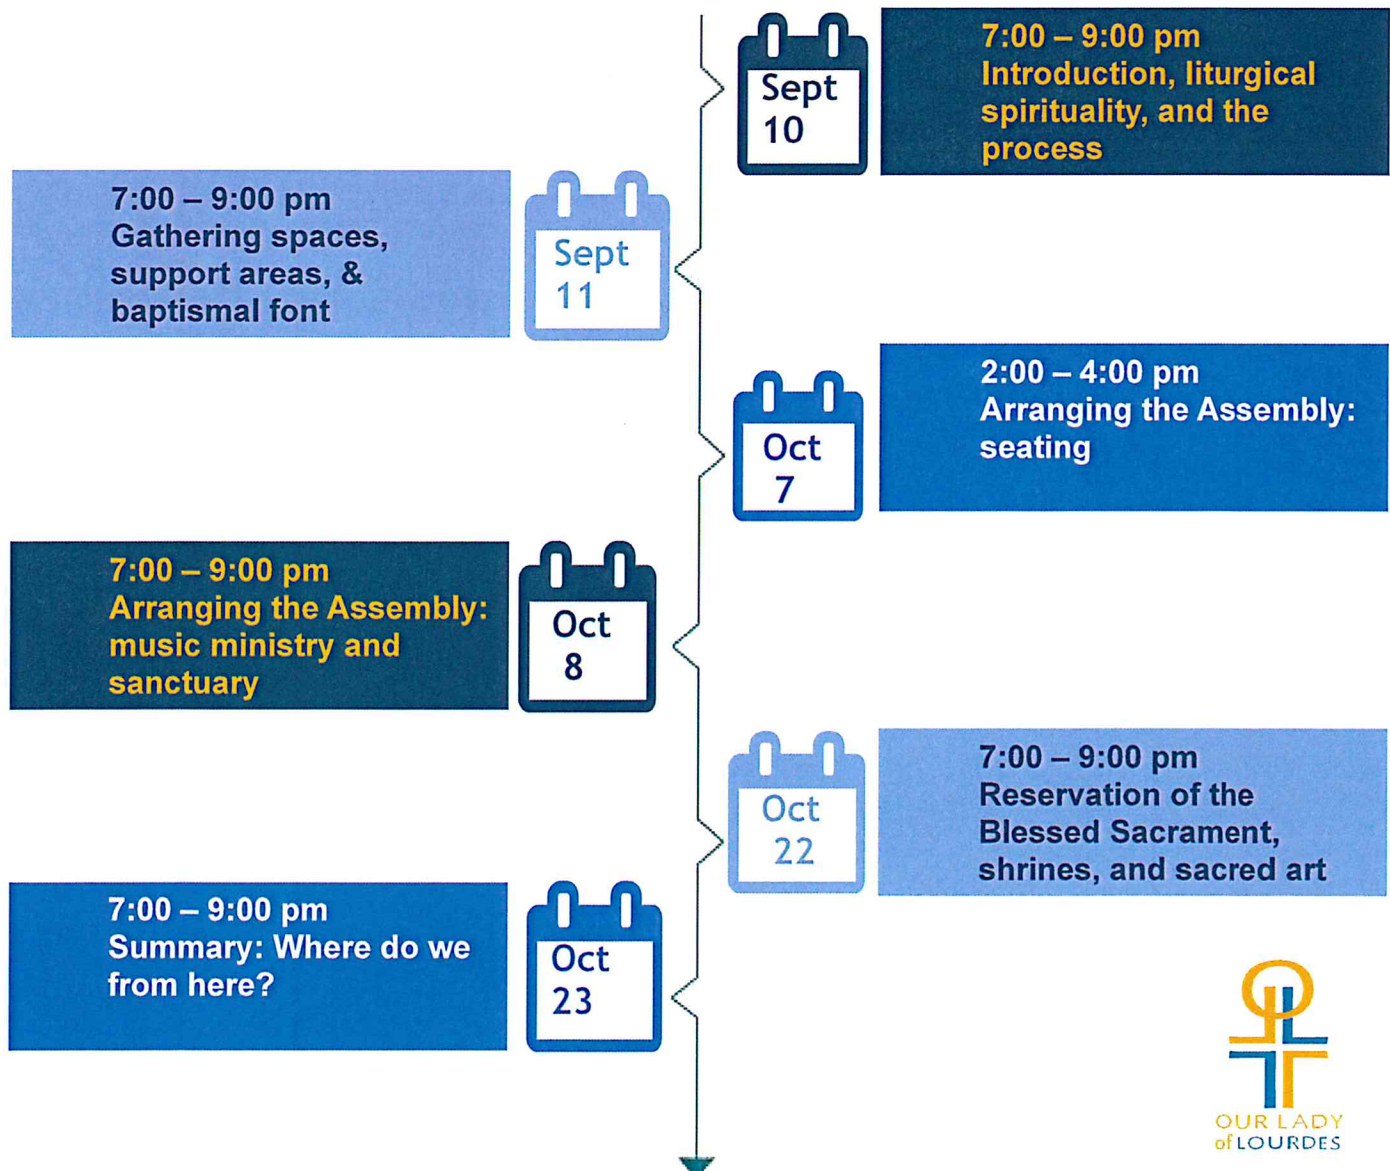 Sept
10
7:00 – 9:00 pm
Introduction, liturgical
spirituality, and the
process
7:00 – 9:00 pm
Gathering spaces,
support areas, &
baptismal font
Sept
11
Oct
7
2:00 – 4:00 pm
Arranging the Assembly:
seating
7:00 – 9:00 pm
Arranging the Assembly:
music ministry and
sanctuary
Oct
8
Oct
22
7:00 – 9:00 pm
Reservation of the
Blessed Sacrament,
shrines, and sacred art
7:00 – 9:00 pm
Summary: Where do we
from here?
Oct
23
OUR LADY
of LOURDES